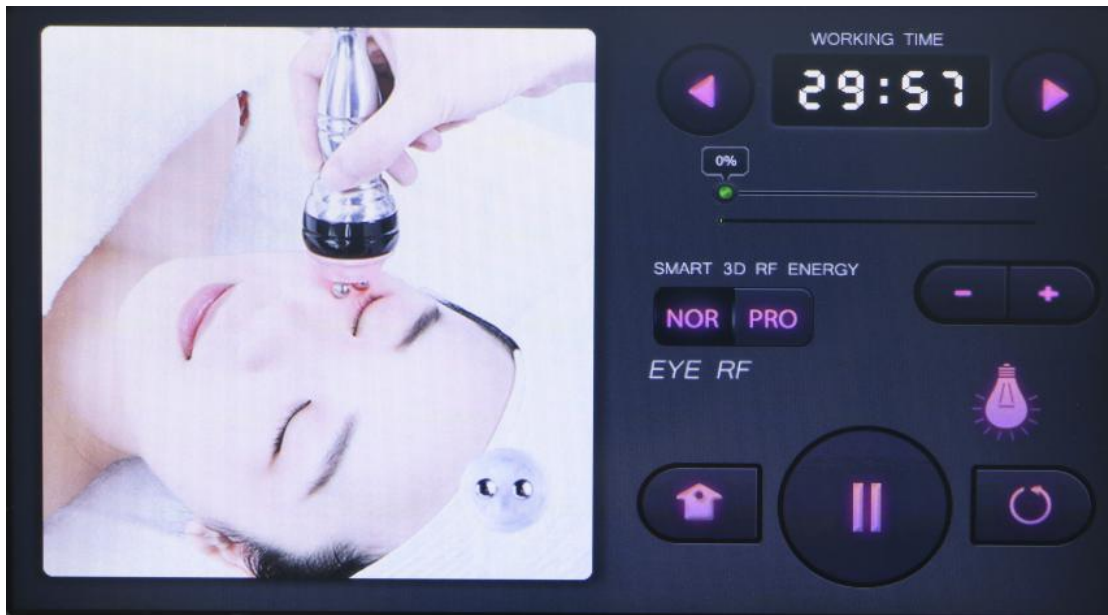 WORKING TIME
29:57
0%
SMART 3D RF ENERGY
NOR PRO
EYE RF